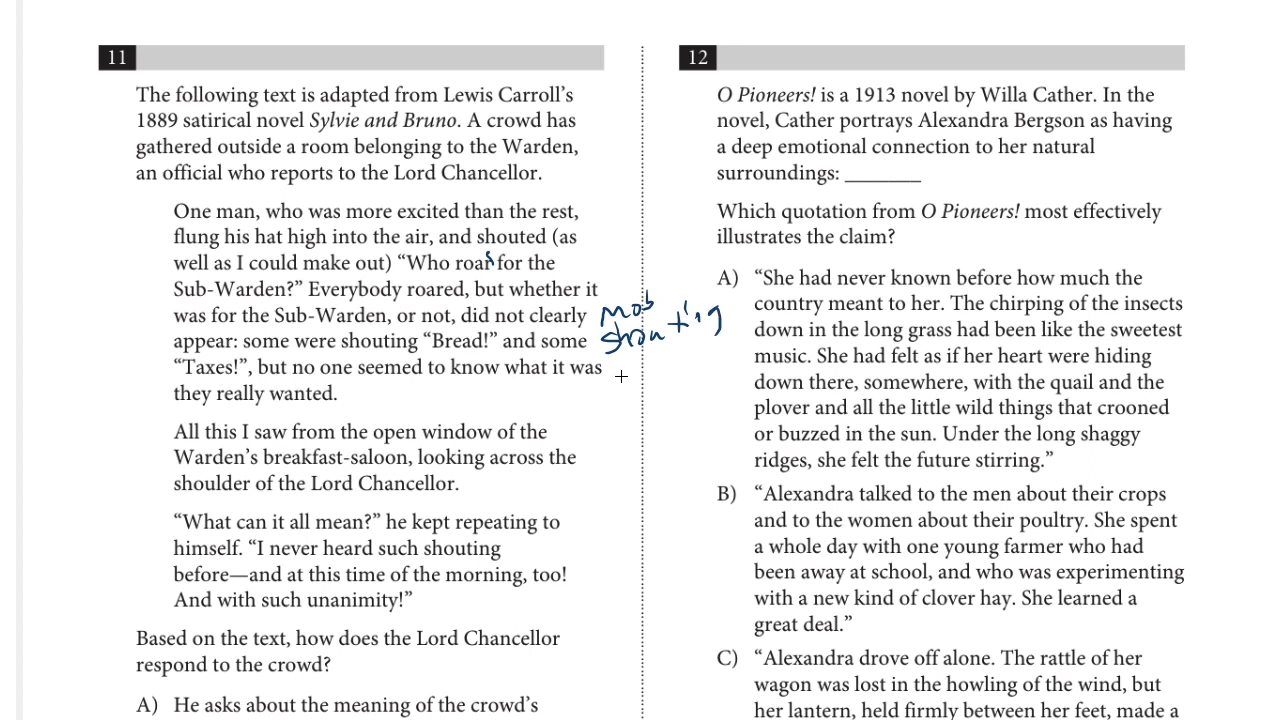 11
The following text is adapted from Lewis Carroll’s
1889 satirical novel Sylvie and Bruno. A crowd has
gathered outside a room belonging to the Warden,
an official who reports to the Lord Chancellor.
One man, who was more excited than the rest,
flung his hat high into the air, and shouted (as
well as I could make out) “Who roar for the
Sub-Warden?” Everybody roared, but whether it
was for the Sub-Warden, or not, did not clearly
appear: some were shouting “Bread!” and some
“Taxes!”, but no one seemed to know what it was
they really wanted.
mob
shouting
All this I saw from the open window of the
Warden’s breakfast-saloon, looking across the
shoulder of the Lord Chancellor.
“What can it all mean?” he kept repeating to
himself. “I never heard such shouting
before—and at this time of the morning, too!
And with such unanimity!”
Based on the text, how does the Lord Chancellor
respond to the crowd?
A) He asks about the meaning of the crowd’s
12
O Pioneers! is a 1913 novel by Willa Cather. In the
novel, Cather portrays Alexandra Bergson as having
a deep emotional connection to her natural
surroundings: _______
Which quotation from O Pioneers! most effectively
illustrates the claim?
A) “She had never known before how much the
country meant to her. The chirping of the insects
down in the long grass had been like the sweetest
music. She had felt as if her heart were hiding
down there, somewhere, with the quail and the
plover and all the little wild things that crooned
or buzzed in the sun. Under the long shaggy
ridges, she felt the future stirring.”
B) “Alexandra talked to the men about their crops
and to the women about their poultry. She spent
a whole day with one young farmer who had
been away at school, and who was experimenting
with a new kind of clover hay. She learned a
great deal.”
C) “Alexandra drove off alone. The rattle of her
wagon was lost in the howling of the wind, but
her lantern, held firmly between her feet, made a